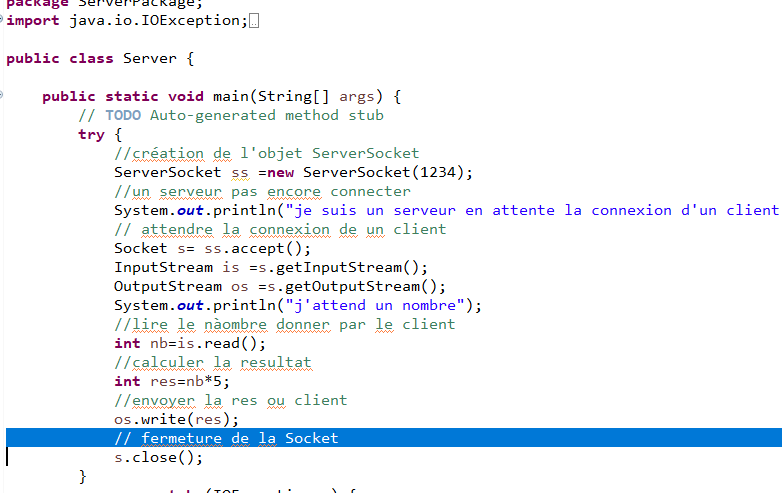 package ServerPackage;
import java.io.IOException;
public class Server {
public static void main(String[] args) {
// TODO Auto-generated method stub
try {
//création de l'objet ServerSocket
ServerSocket ss =new ServerSocket(1234);
//un serveur pas encore connecter
System.out.println("je suis un serveur en attente la connexion d'un client
// attendre la connexion de un client
Socket s= ss.accept();
InputStream is =s.getInputStream();
OutputStream os =s.getOutputStream();
System.out.println("j'attend un nombre");
//lire le nàombre donner par le client
int nb=is.read();
//calculer la resultat
int res=nb*5;
//envoyer la res ou client
os.write(res);
// fermeture de la Socket
s.close();
}